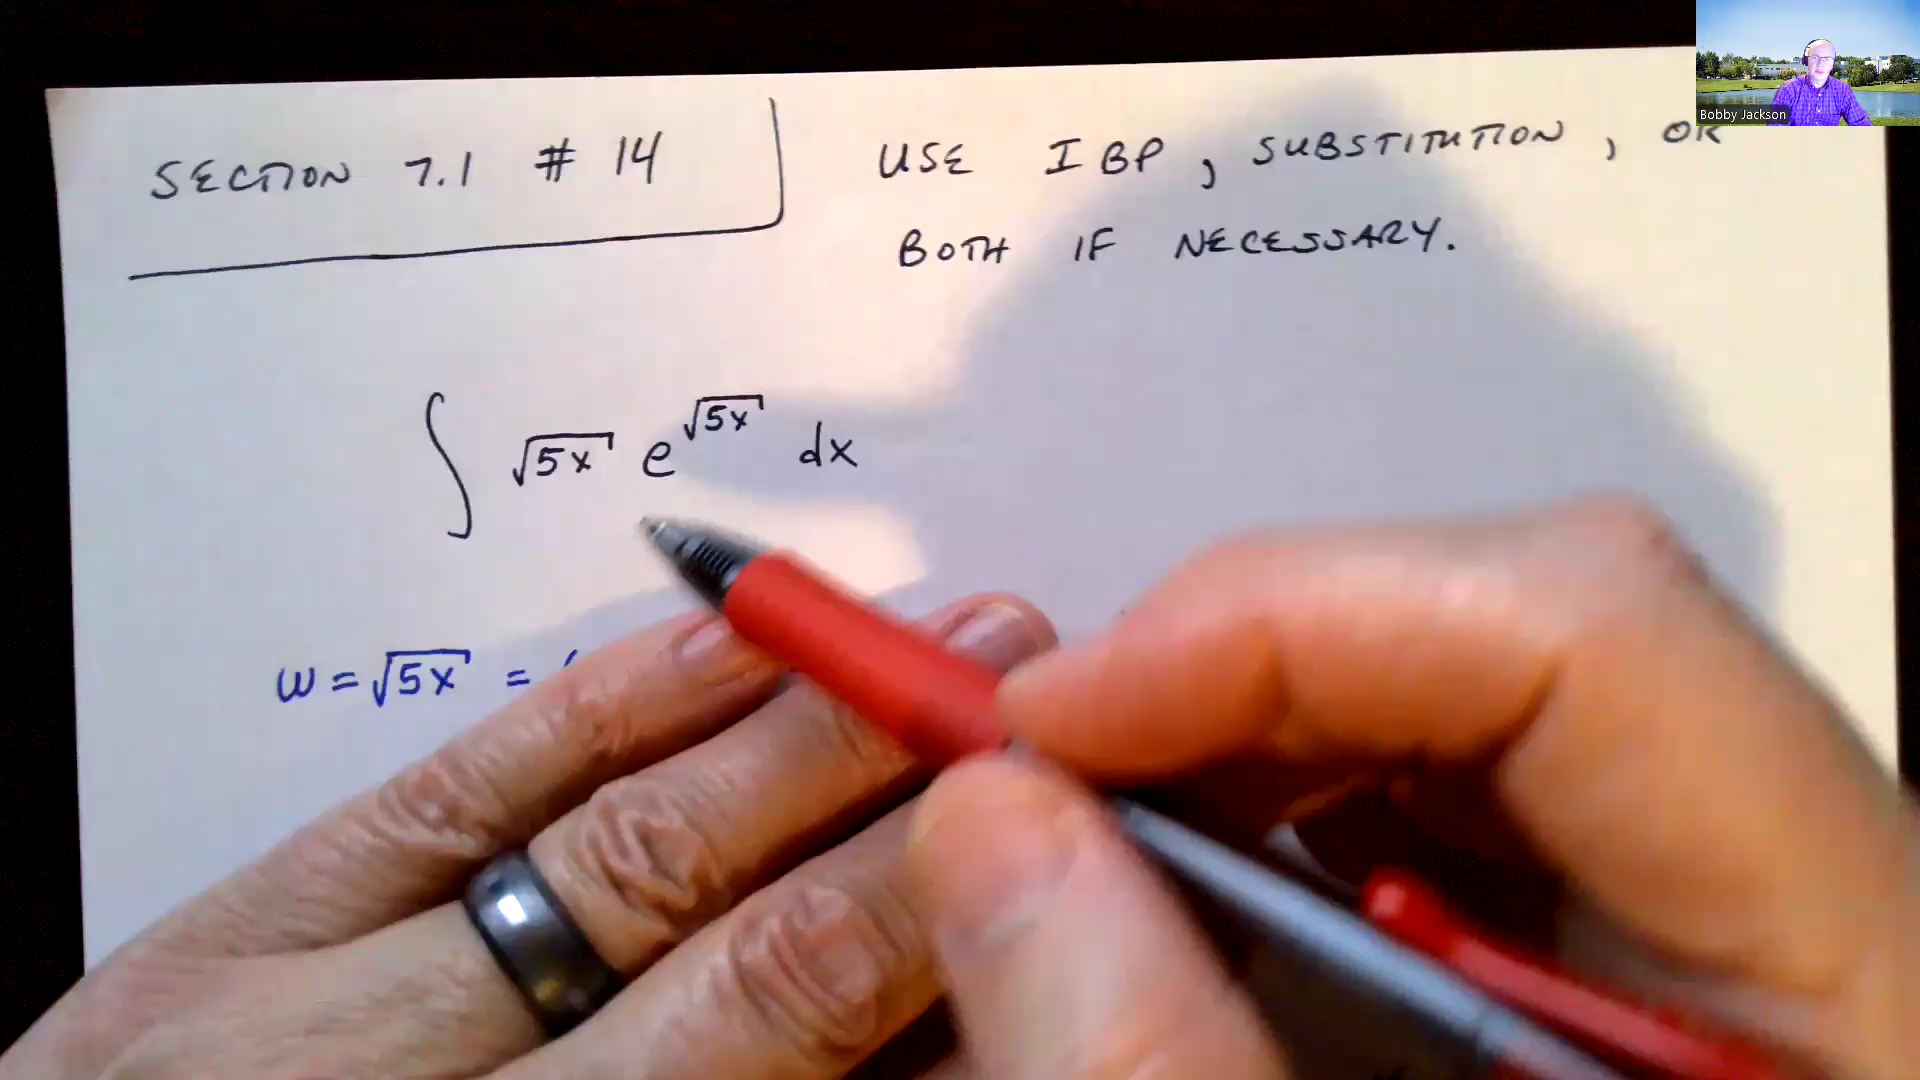 SECTION 7.1 # 14
USE IBP, SUBSTITUTION, OR
BOTH IF NECESSARY.
∫ √5x e^√5x dx
w = √5x =
Bobby Jackson